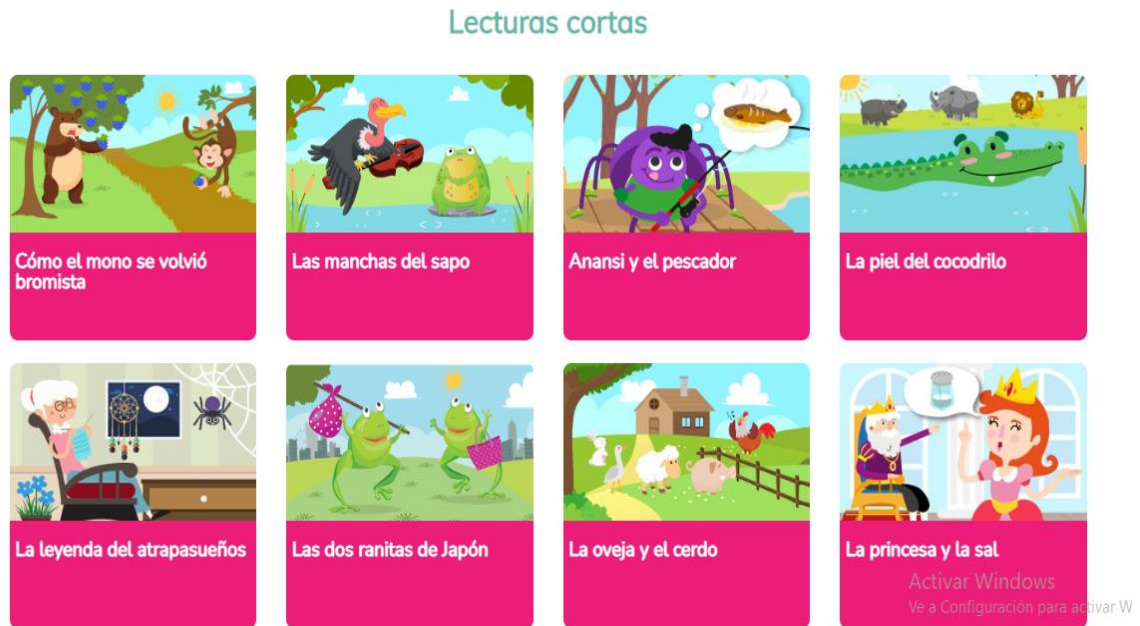 Lecturas cortas
Cómo el mono se volvió
bromista
Las manchas del sapo
Anansi y el pescador
La piel del cocodrilo
La leyenda del atrapasueños
Las dos ranitas de Japón
La oveja y el cerdo
La princesa y la sal
Activar Windows
Ve a Configuración para activar W